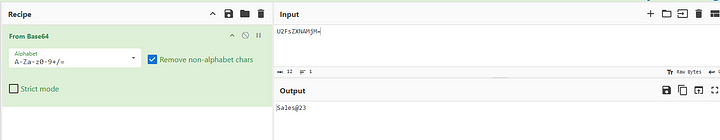 Recipe
Input
From Base64
Alphabet
A-Za-z0-9+/=
Remove non-alphabet chars
Strict mode
U2FsZXNAMjM=
12
1
Raw Bytes
Output
Sales@23